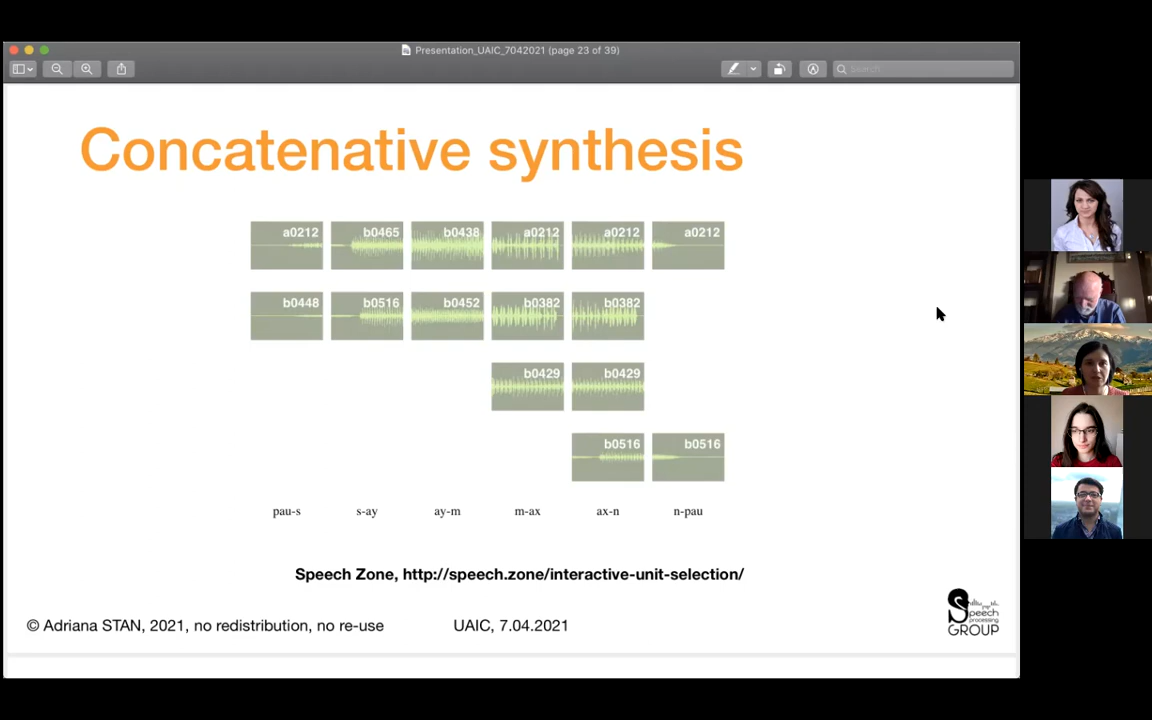 Presentation_UAIC_7042021 (page 23 of 39)
Search
Concatenative synthesis
a0212 b0465 b0438 a0212 a0212 a0212
b0448 b0516 b0452 b0382 b0382
b0429 b0429
b0516 b0516
pau-s s-ay ay-m m-ax ax-n n-pau
Speech Zone, http://speech.zone/interactive-unit-selection/
© Adriana STAN, 2021, no redistribution, no re-use
UAIC, 7.04.2021
Speech
processing
GROUP